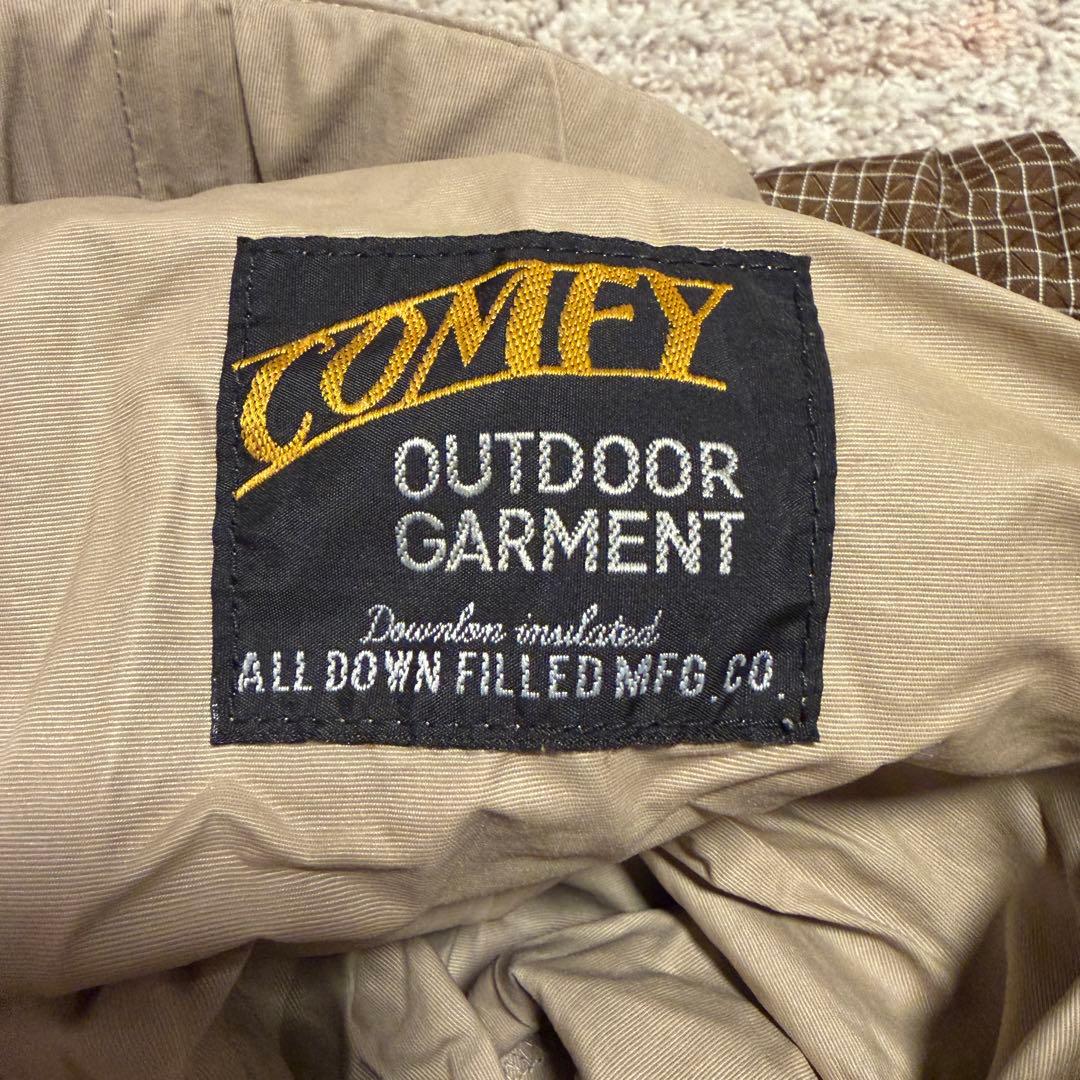 COMFY
OUTDOOR
GARMENT
Downlon insulated
ALL DOWN FILLED MFG. CO.